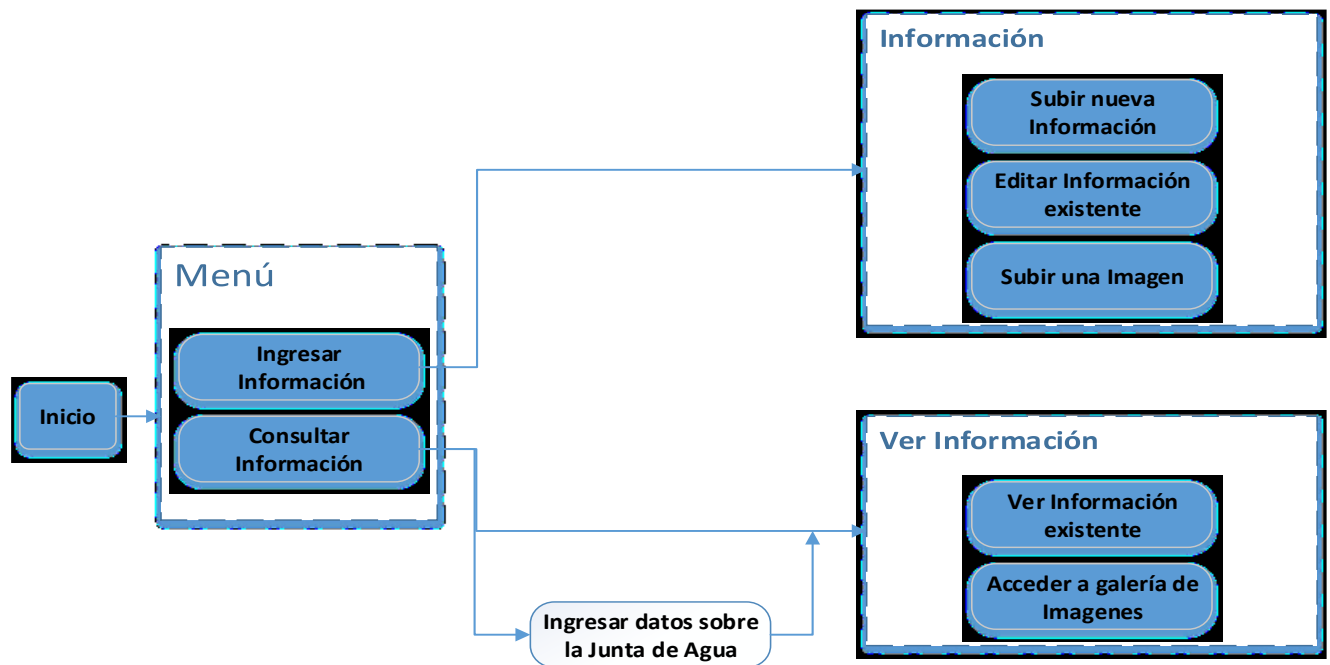 Inicio
Menú
Ingresar
Información
Consultar
Información
Información
Subir nueva
Información
Editar Información
existente
Subir una Imagen
Ver Información
Ver Información
existente
Acceder a galería de
Imagenes
Ingresar datos sobre
la Junta de Agua